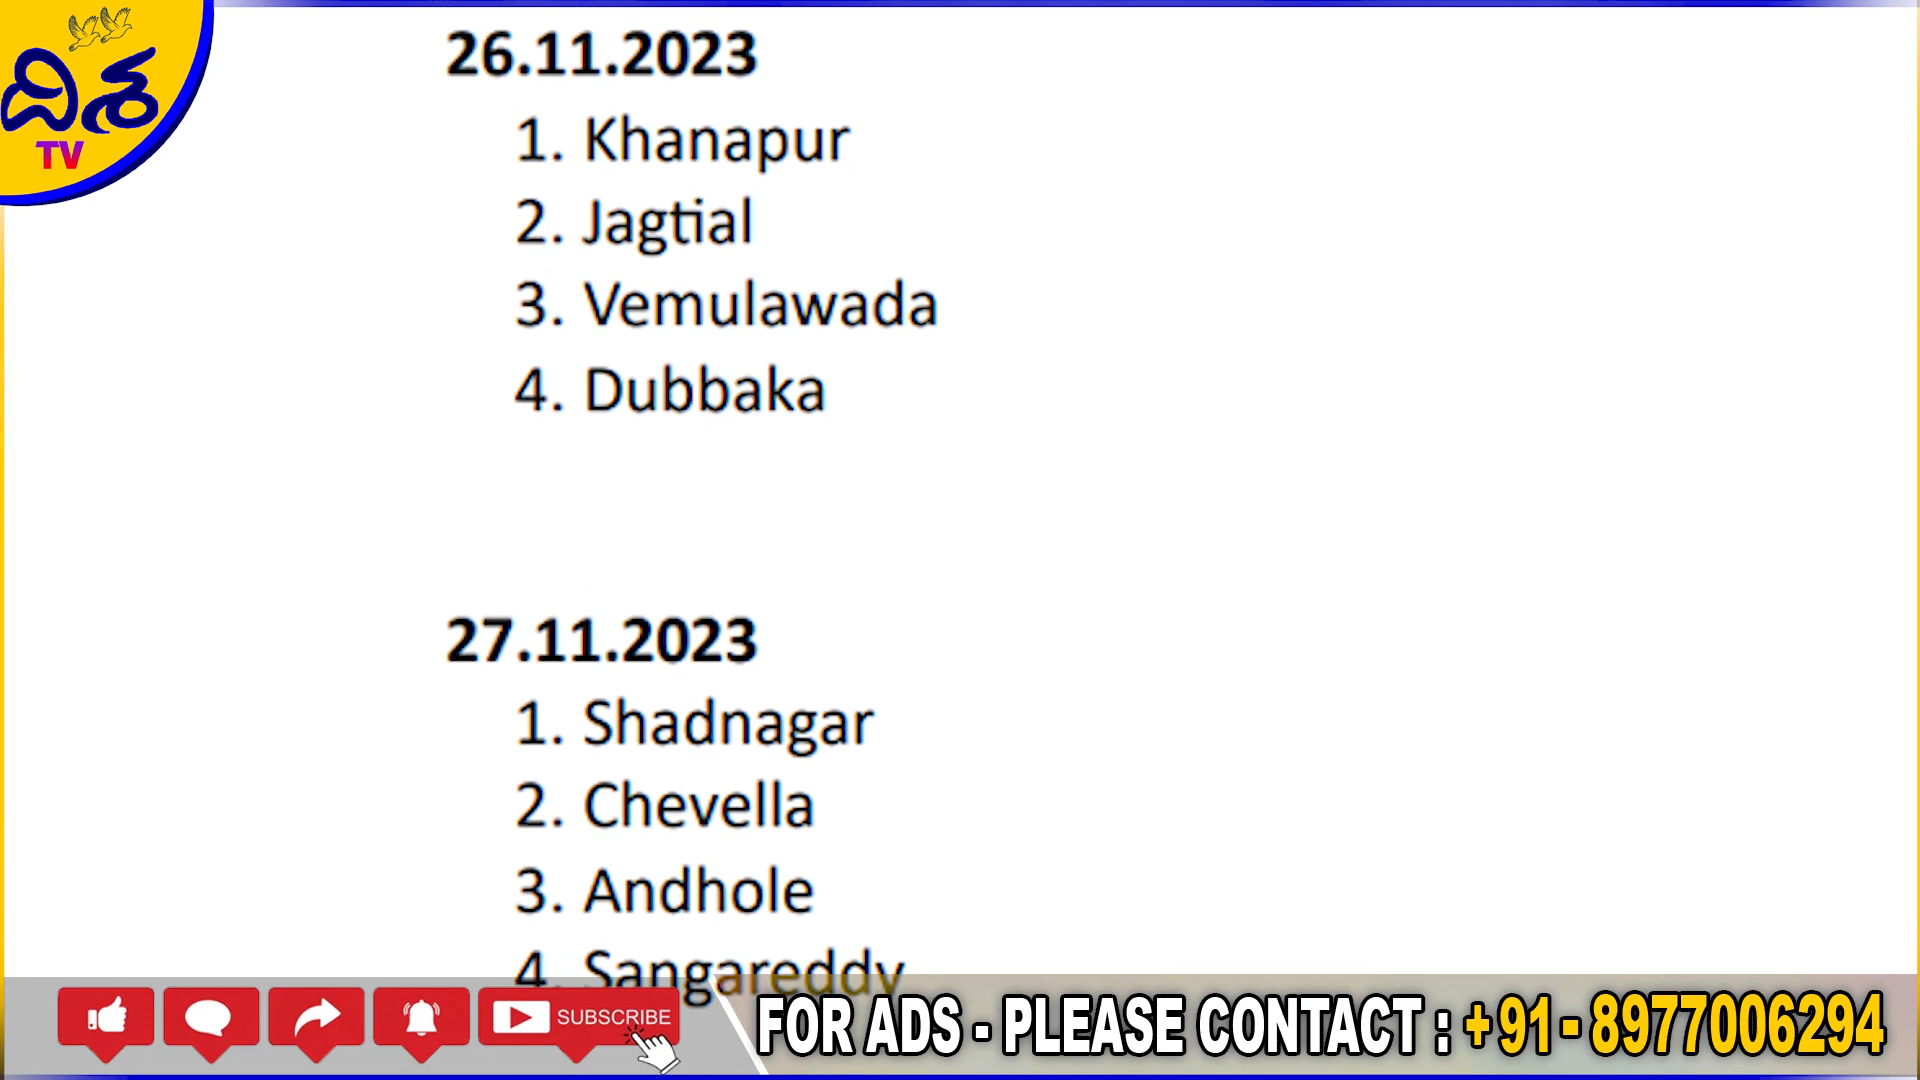 దిశ
TV
26.11.2023
1. Khanapur
2. Jagtial
3. Vemulawada
4. Dubbaka
27.11.2023
1. Shadnagar
2. Chevella
3. Andhole
4. Sangareddy
SUBSCRIBE
FOR ADS - PLEASE CONTACT : +91- 8977006294